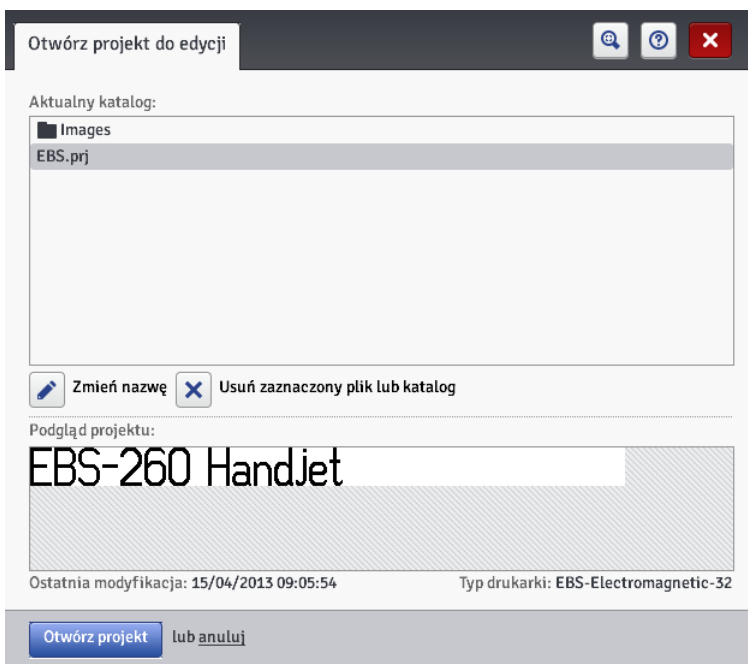 Otwórz projekt do edycji
Aktualny katalog:
Images
EBS.prj
Zmień nazwę Usuń zaznaczony plik lub katalog
Podgląd projektu:
EBS-260 Handjet
Ostatnia modyfikacja: 15/04/2013 09:05:54 Typ drukarki: EBS-Electromagnetic-32
Otwórz projekt lub anuluj